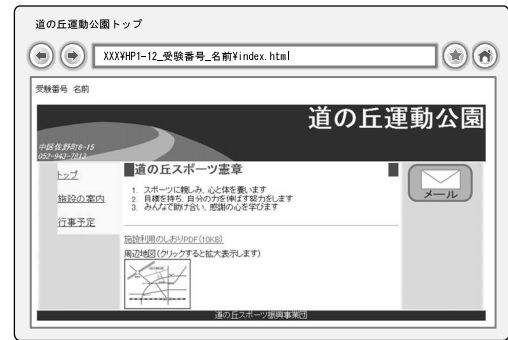 道の丘運動公園トップ
XXX¥HP1-12_受験番号_名前¥index.html
受験番号 名前
道の丘運動公園
中区佐野町8-15
052-943-7213
トップ
施設の案内
行事予定
道の丘スポーツ憲章
1. スポーツに親しみ、心と体を養います
2. 目標を持ち、自分の力を伸ばす努力をします
3. みんなで助け合い、感謝の心を学びます
メール
施設利用のしおりPDF(10KB)
周辺地図(クリックすると拡大表示します)
道の丘スポーツ振興事業団